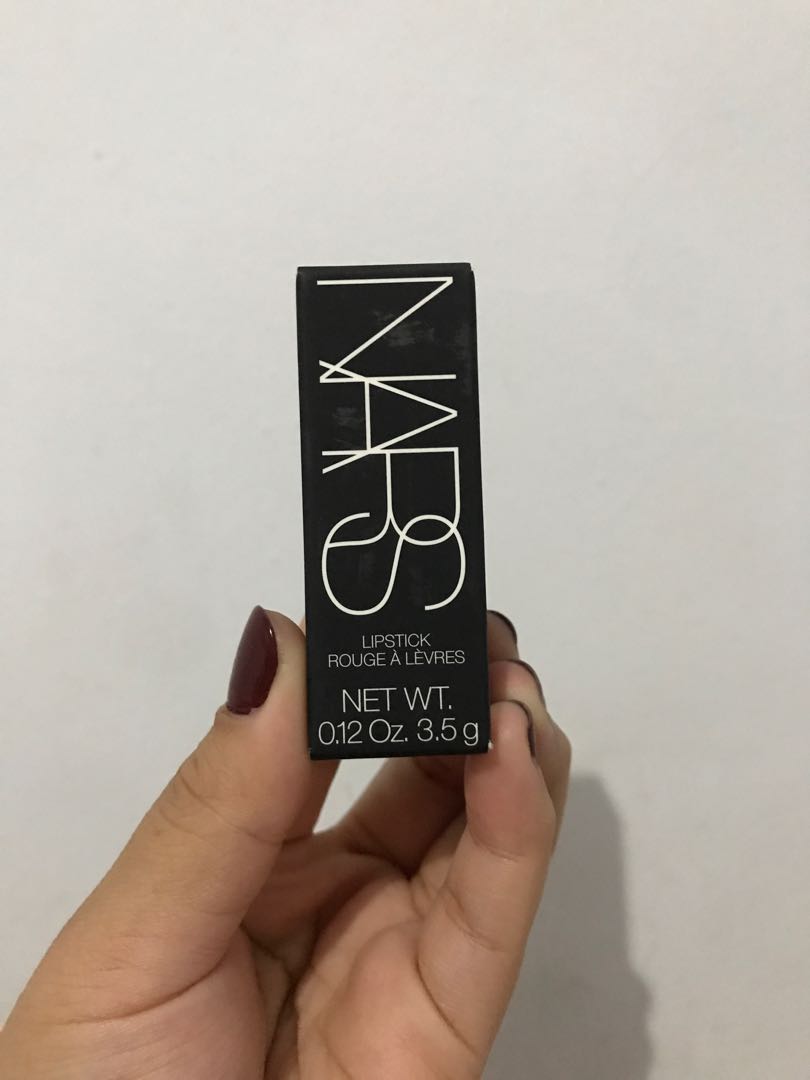 NARS
LIPSTICK
ROUGE À LÈVRES
NET WT.
0.12 Oz. 3.5 g